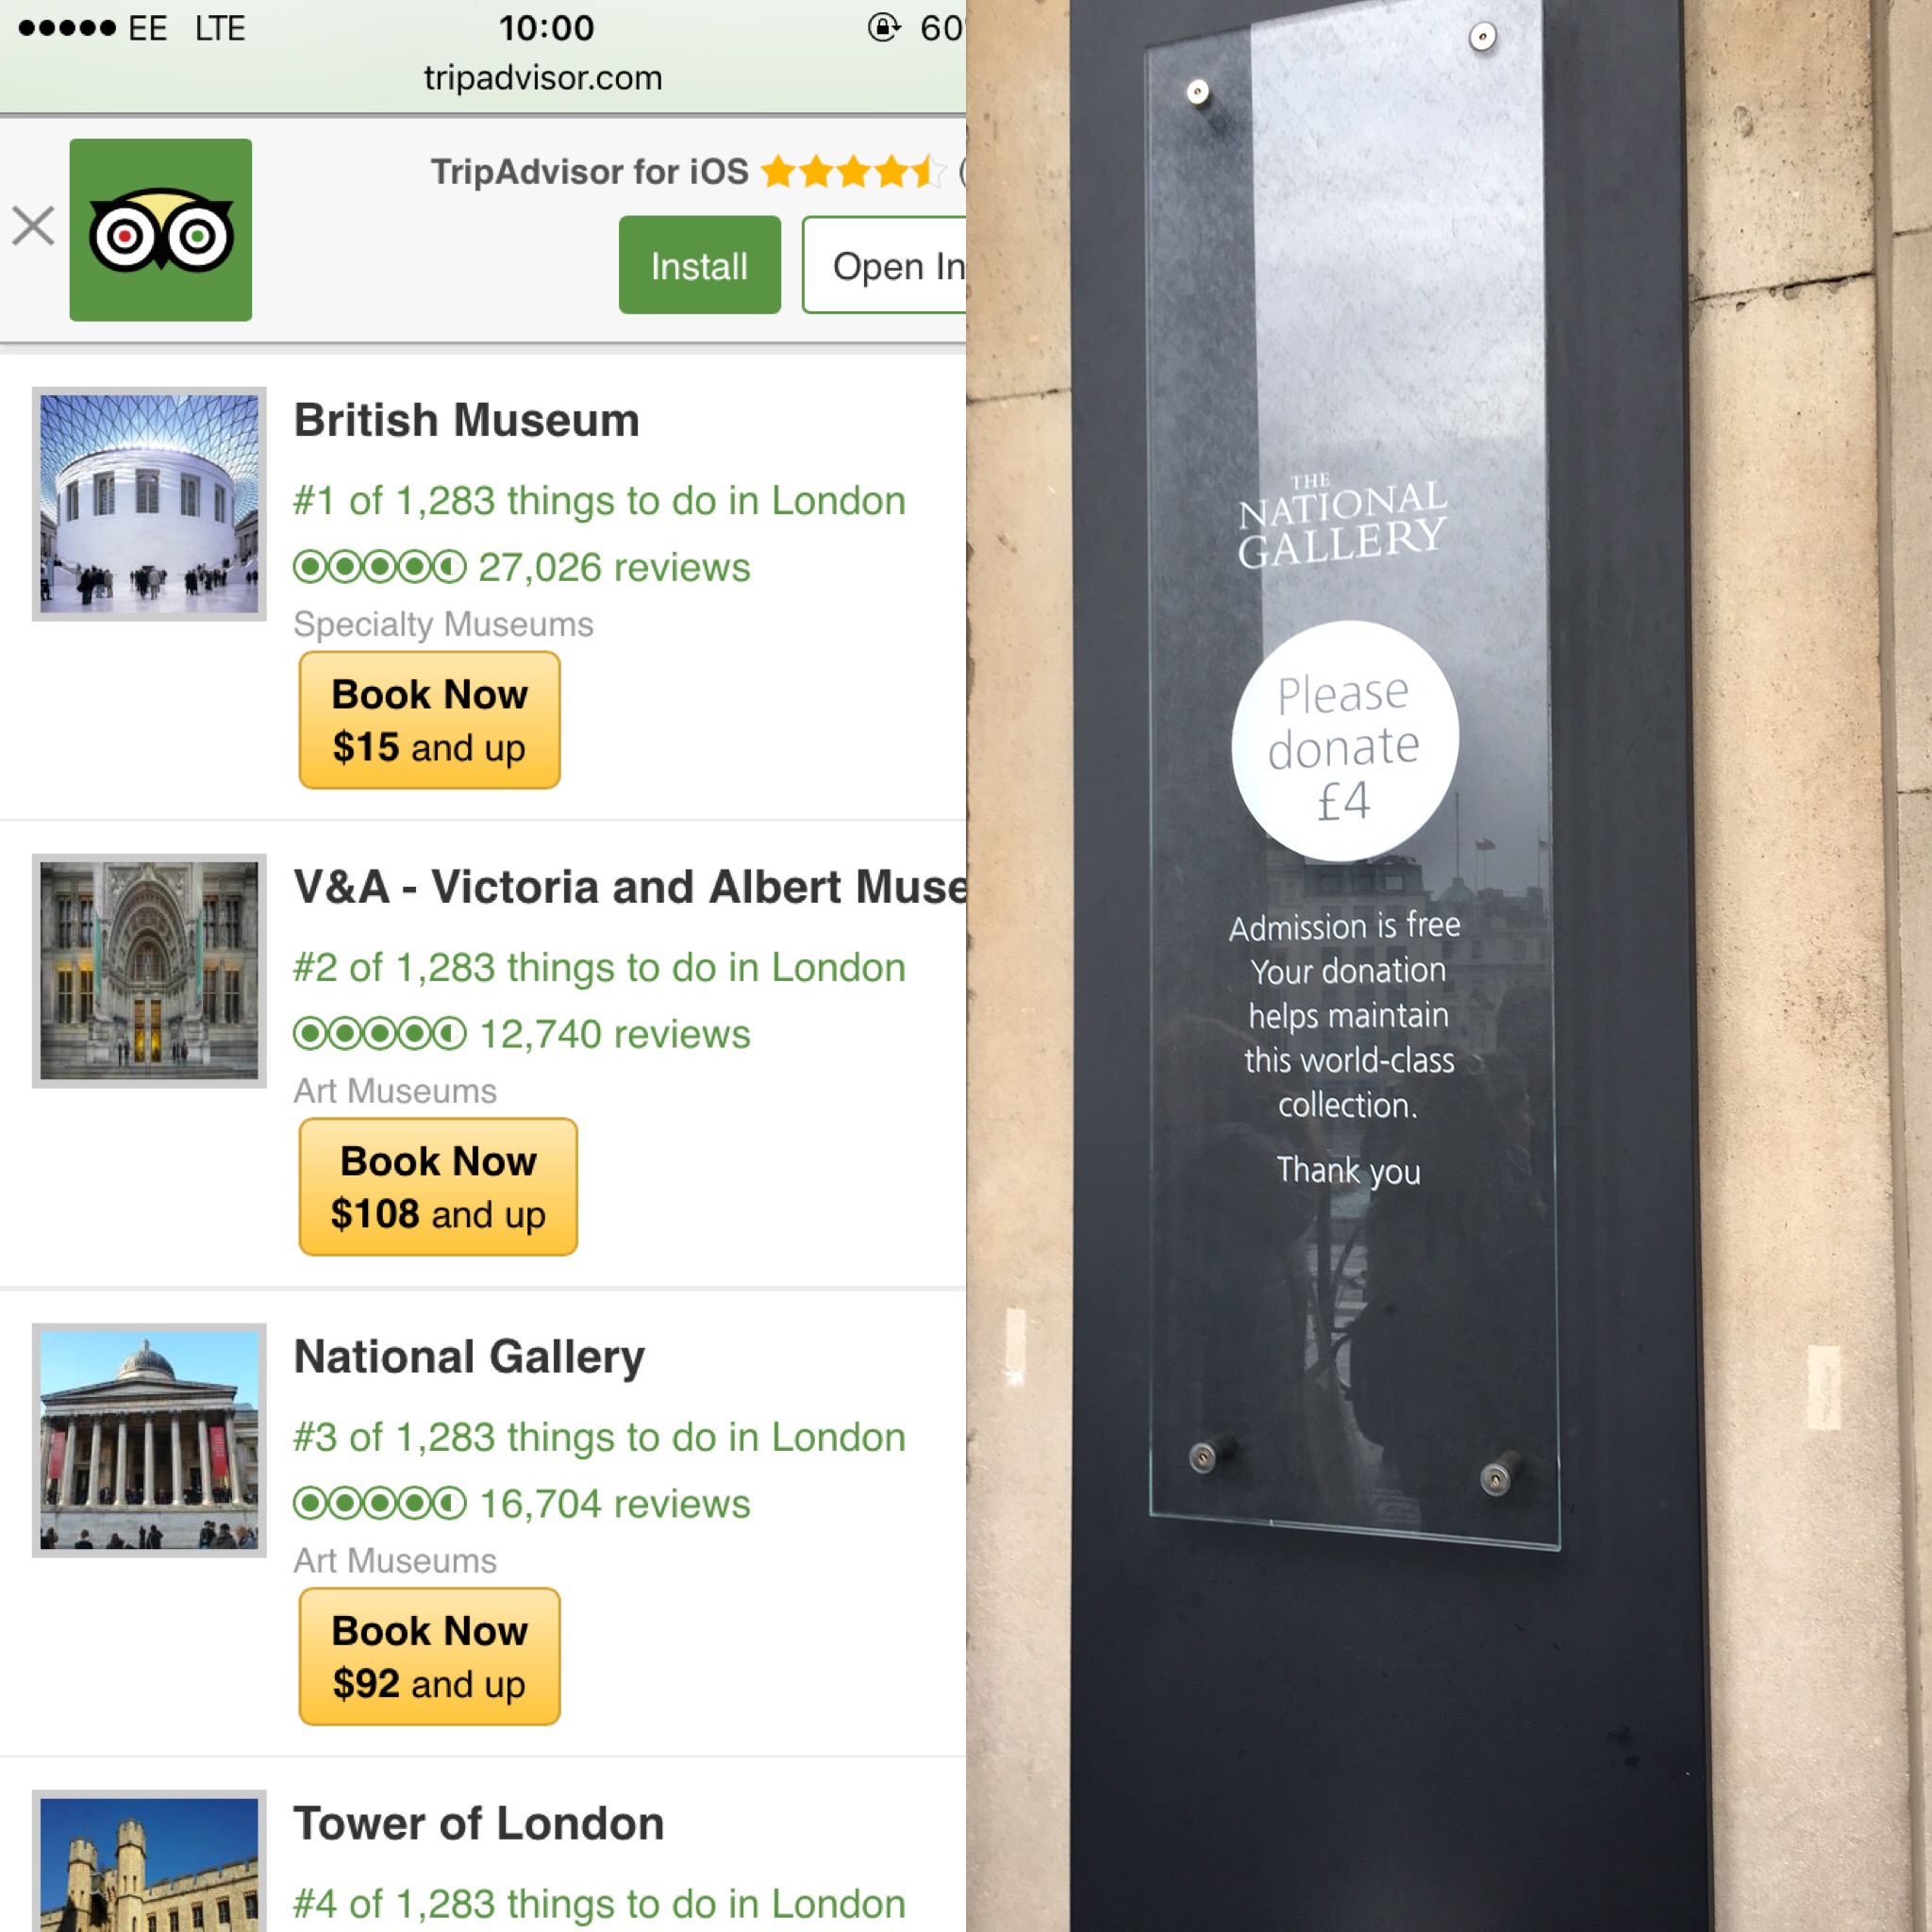 EE LTE 10:00 60
tripadvisor.com
TripAdvisor for iOS
Install
Open In
British Museum
#1 of 1,283 things to do in London
27,026 reviews
Specialty Museums
Book Now
$15 and up
V&A - Victoria and Albert Muse
#2 of 1,283 things to do in London
12,740 reviews
Art Museums
Book Now
$108 and up
National Gallery
#3 of 1,283 things to do in London
16,704 reviews
Art Museums
Book Now
$92 and up
Tower of London
#4 of 1,283 things to do in London
THE
NATIONAL
GALLERY
Please
donate
£4
Admission is free
Your donation
helps maintain
this world-class
collection.
Thank you